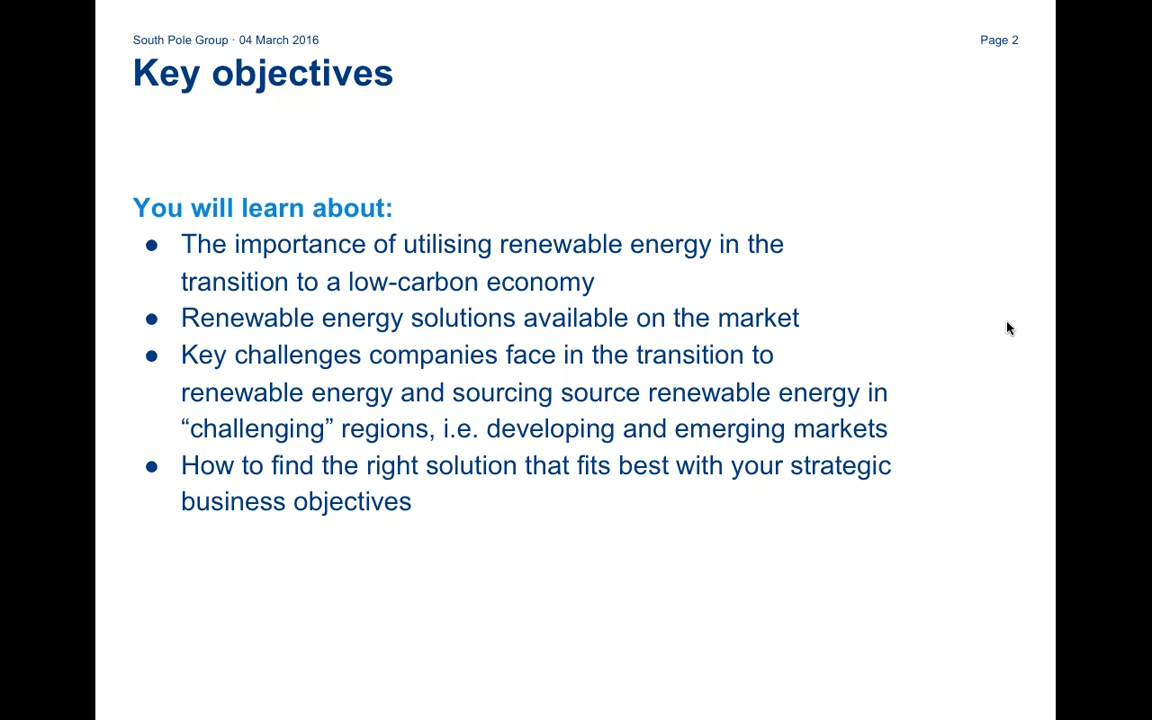 South Pole Group · 04 March 2016
Page 2
Key objectives
You will learn about:
● The importance of utilising renewable energy in the
transition to a low-carbon economy
● Renewable energy solutions available on the market
● Key challenges companies face in the transition to
renewable energy and sourcing source renewable energy in
“challenging” regions, i.e. developing and emerging markets
● How to find the right solution that fits best with your strategic
business objectives